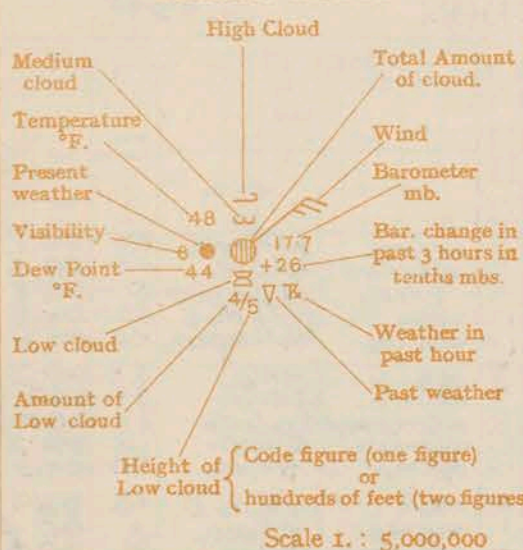 High Cloud
Medium cloud
Total Amount of cloud.
Temperature °F.
Wind
Present weather
Barometer mb.
48
Visibility
8
17.7
Bar. change in past 3 hours in tenths mbs.
Dew Point °F.
44
+26
4/5
Low cloud
Weather in past hour
Amount of Low cloud
Past weather
Height of Low cloud
Code figure (one figure)
or
hundreds of feet (two figures
Scale 1. : 5,000,000